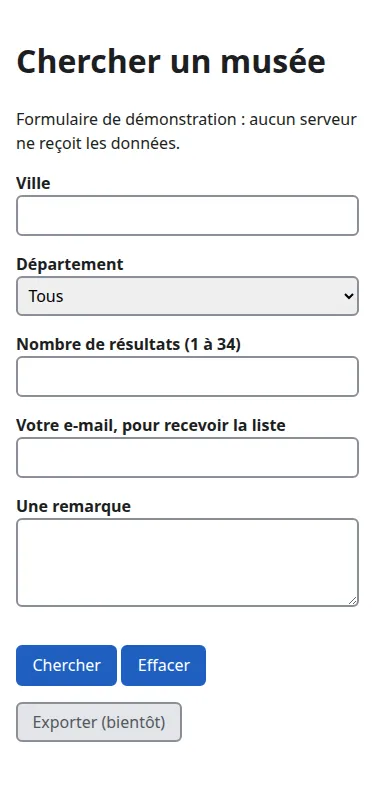 Chercher un musée
Formulaire de démonstration : aucun serveur
ne reçoit les données.
Ville
Département
Tous
Nombre de résultats (1 à 34)
Votre e-mail, pour recevoir la liste
Une remarque
Chercher Effacer
Exporter (bientôt)